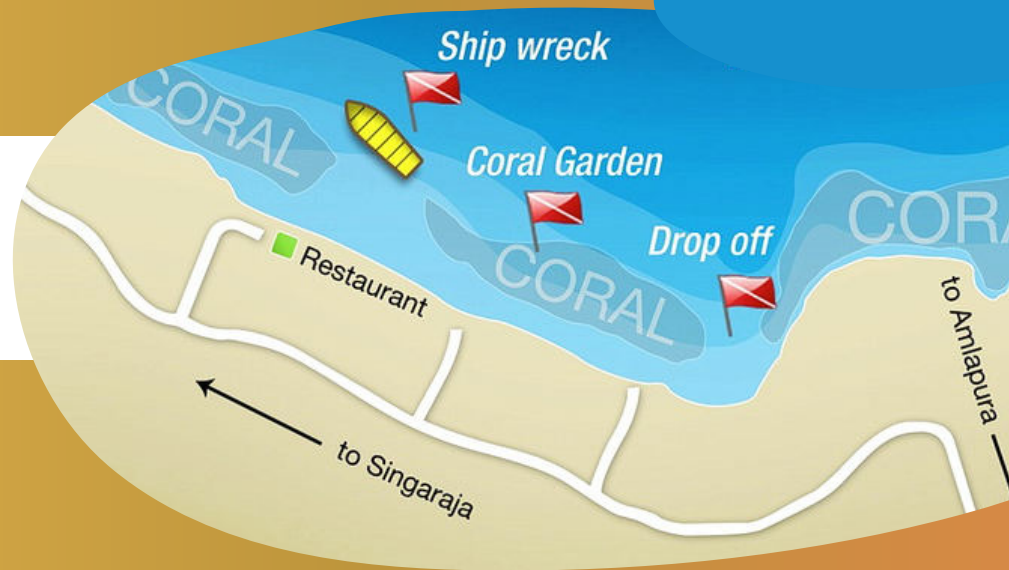 Ship wreck
CORAL
Coral Garden
CORA
Drop off
Restaurant
CORAL
to Amlapura
to Singaraja